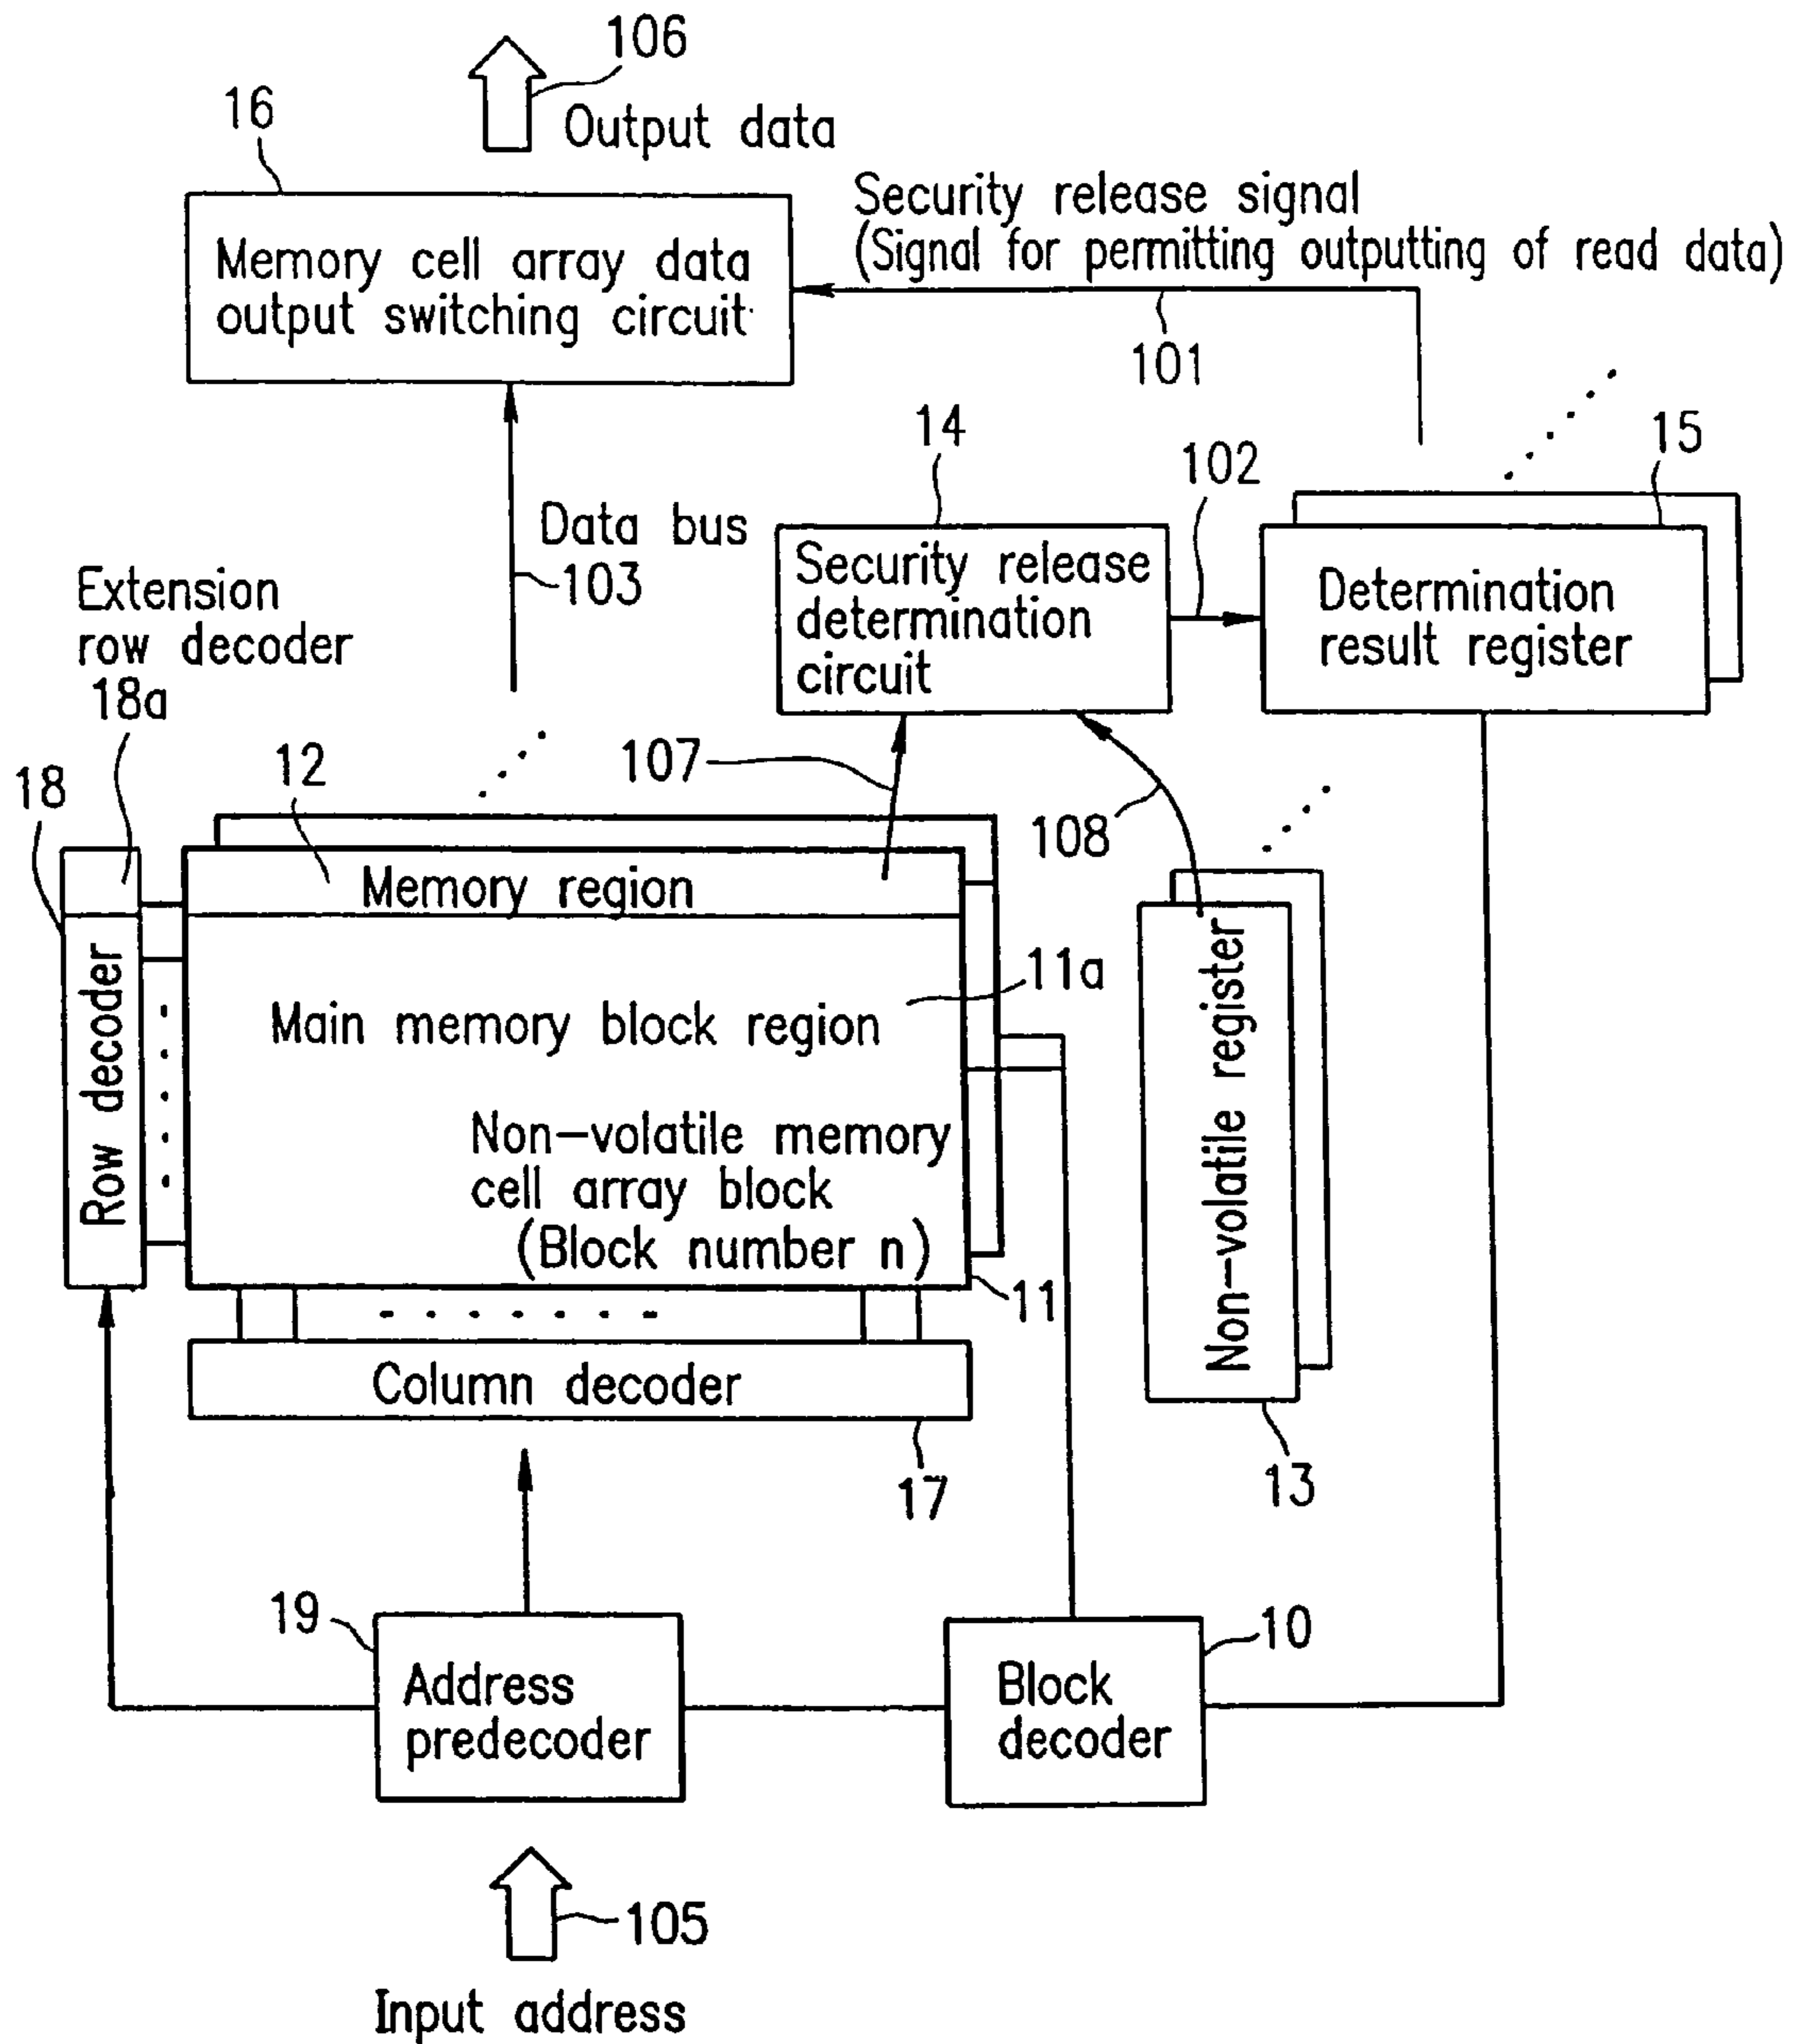 106
Output data
16
Security release signal
(Signal for permitting outputting of read data)
Memory cell array data
output switching circuit
101
14
15
102
Data bus
103
Security release
determination
circuit
Determination
result register
Extension
row decoder
18a
18
12
107
108
Memory region
Row decoder
11a
Main memory block region
Non-volatile memory
cell array block
(Block number n)
11
Non-volatile register
13
Column decoder
17
19
10
Address
predecoder
Block
decoder
105
Input address